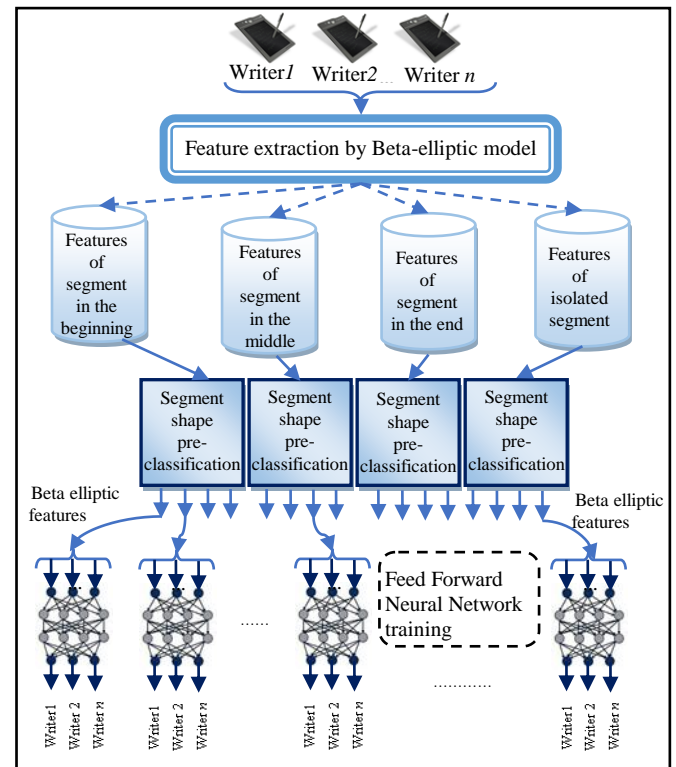 Writer1 Writer2 ... Writer n
Feature extraction by Beta-elliptic model
Features
of
segment
in the
beginning
Features
of
segment
in the
middle
Features
of
segment
in the end
Features
of
isolated
segment
Segment
shape
pre-
classification
Segment
shape
pre-
classification
Segment
shape
pre-
classification
Segment
shape
pre-
classification
Beta elliptic
features
Beta elliptic
features
...
...
......
...
Feed Forward
Neural Network
training
............
...
Writer1
Writer 2
Writer n
Writer1
Writer 2
Writer n
Writer1
Writer 2
Writer n
Writer1
Writer 2
Writer n